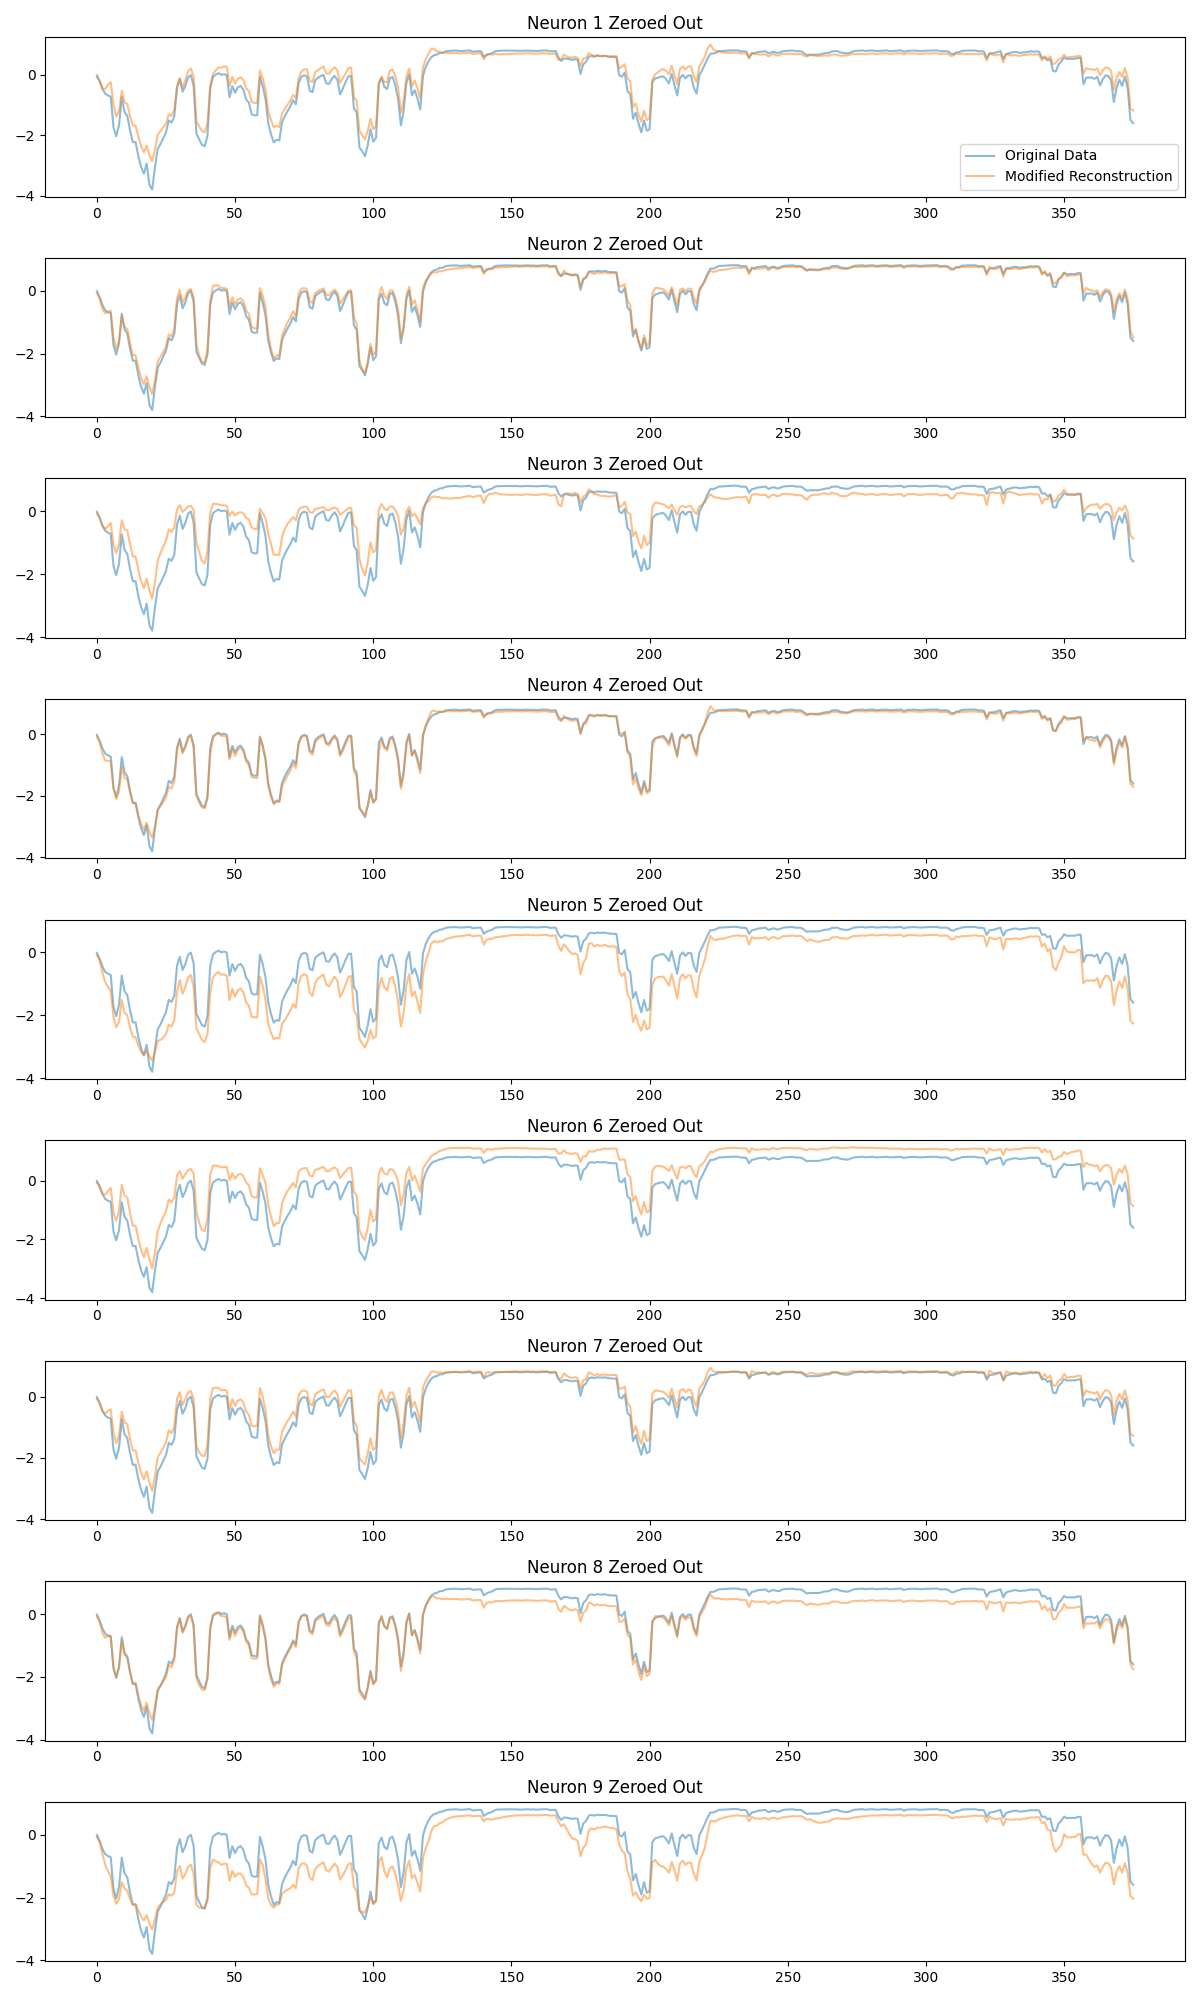 Neuron 1 Zeroed Out
0
−2
−4
Original Data
Modified Reconstruction
0 50 100 150 200 250 300 350
Neuron 2 Zeroed Out
0
−2
−4
0 50 100 150 200 250 300 350
Neuron 3 Zeroed Out
0
−2
−4
0 50 100 150 200 250 300 350
Neuron 4 Zeroed Out
0
−2
−4
0 50 100 150 200 250 300 350
Neuron 5 Zeroed Out
0
−2
−4
0 50 100 150 200 250 300 350
Neuron 6 Zeroed Out
0
−2
−4
0 50 100 150 200 250 300 350
Neuron 7 Zeroed Out
0
−2
−4
0 50 100 150 200 250 300 350
Neuron 8 Zeroed Out
0
−2
−4
0 50 100 150 200 250 300 350
Neuron 9 Zeroed Out
0
−2
−4
0 50 100 150 200 250 300 350